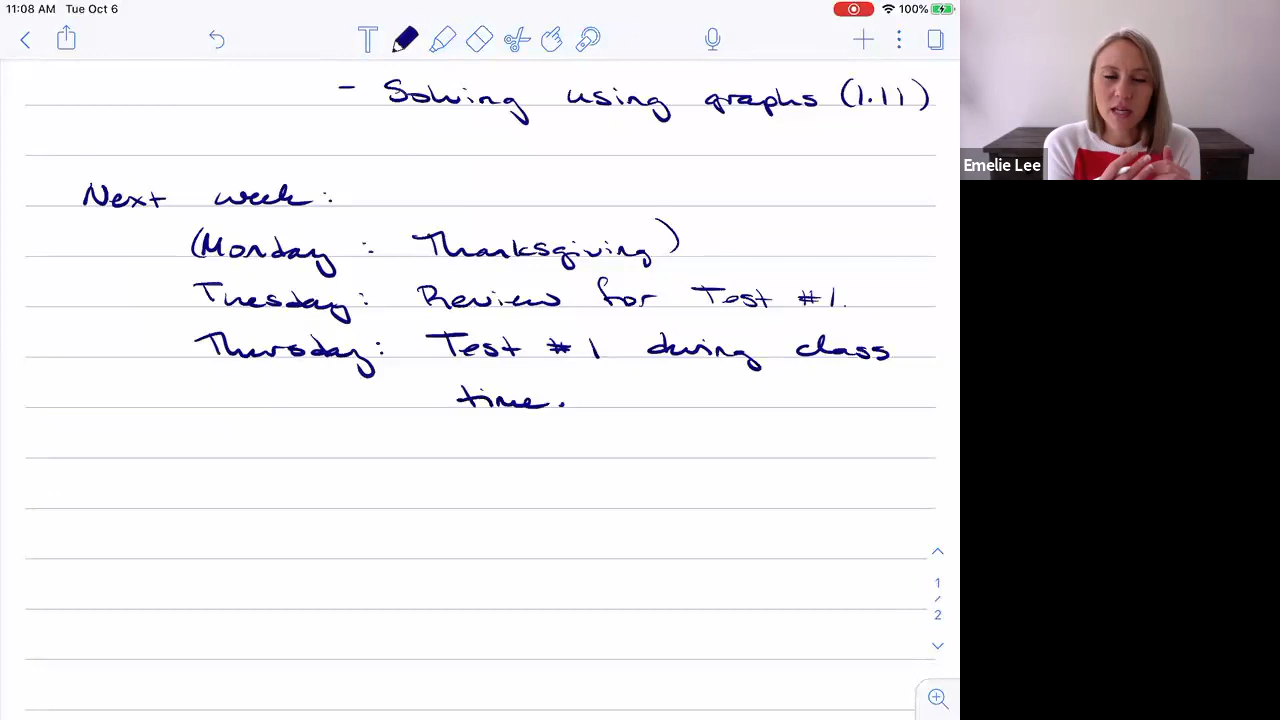 11:08 AM Tue Oct 6 100%
- Solving using graphs (1.11)
Emelie Lee
Next week:
(Monday : Thanksgiving)
Tuesday: Review for Test #1.
Thursday: Test #1 during class
time.
1
/
2